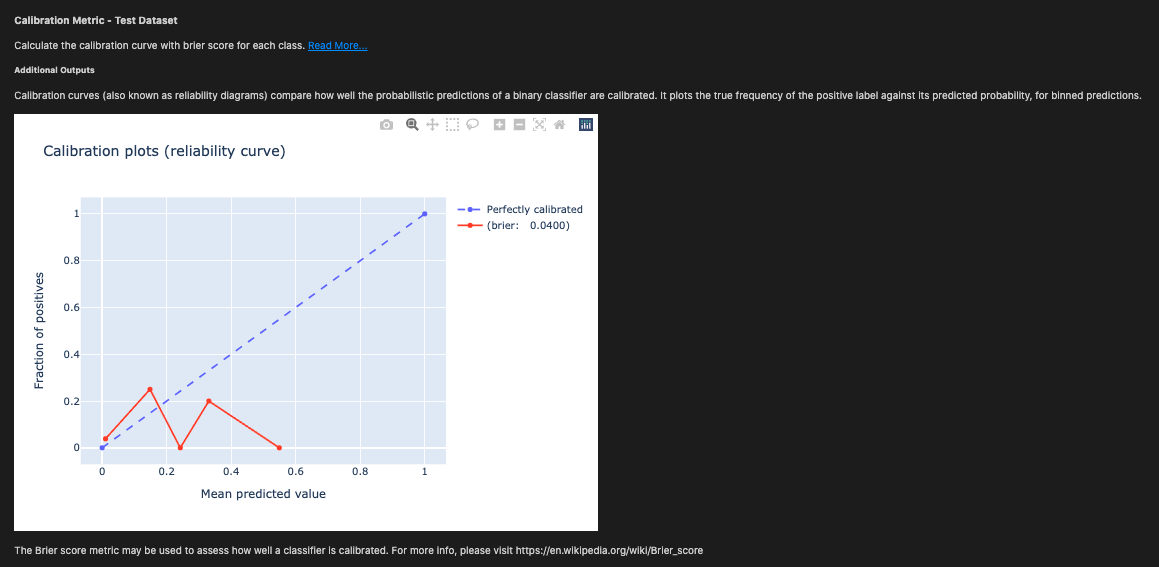 Calibration Metric - Test Dataset
Calculate the calibration curve with brier score for each class. Read More...
Additional Outputs
Calibration curves (also known as reliability diagrams) compare how well the probabilistic predictions of a binary classifier are calibrated. It plots the true frequency of the positive label against its predicted probability, for binned predictions.
Calibration plots (reliability curve)
Perfectly calibrated
(brier: 0.0400)
1
0.8
0.6
0.4
0.2
0
Fraction of positives
0 0.2 0.4 0.6 0.8 1
Mean predicted value
The Brier score metric may be used to assess how well a classifier is calibrated. For more info, please visit https://en.wikipedia.org/wiki/Brier_score